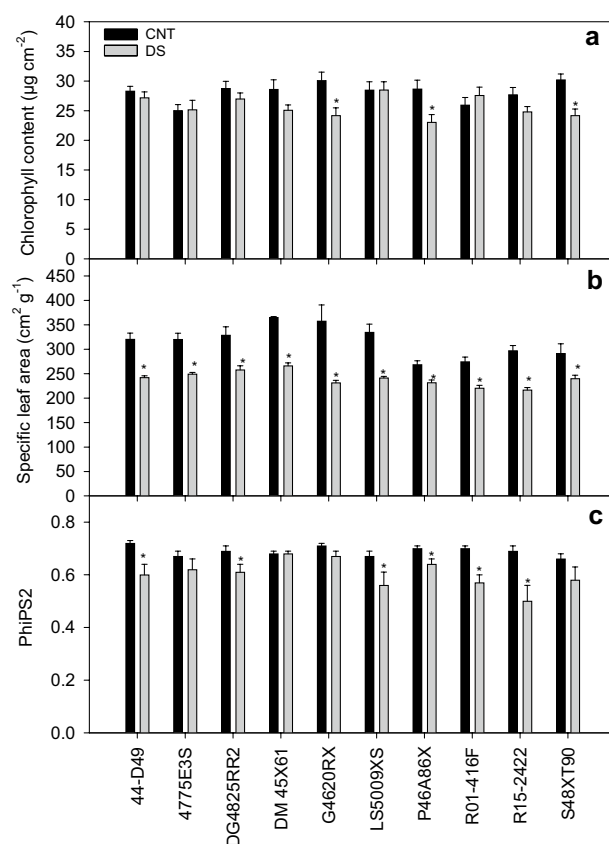 CNT
DS
a
Chlorophyll content (µg cm-2)
40
35
30
25
20
15
10
5
0
* * *
b
Specific leaf area (cm2 g-1)
450
400
350
300
250
200
150
100
50
0
* * * * * * * * * *
c
PhiPS2
0.8
0.6
0.4
0.2
0.0
* * * * * *
44-D49
4775E3S
DG4825RR2
DM 45X61
G4620RX
LS5009XS
P46A86X
R01-416F
R15-2422
S48XT90